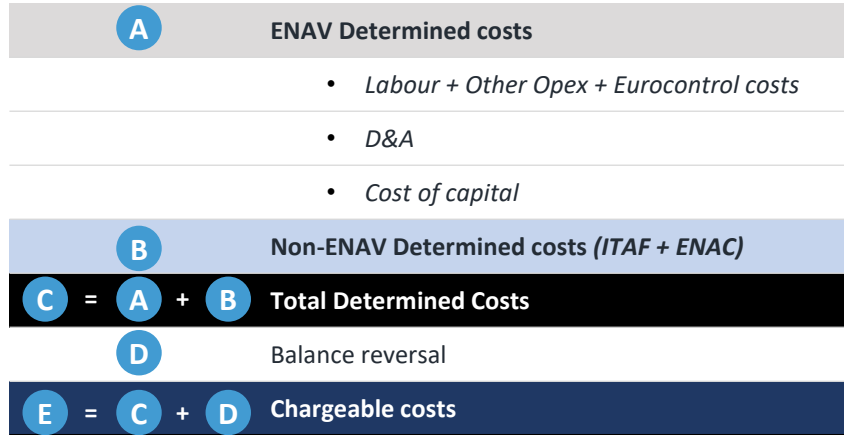 A ENAV Determined costs
• Labour + Other Opex + Eurocontrol costs
• D&A
• Cost of capital
B Non-ENAV Determined costs (ITAF + ENAC)
C = A + B Total Determined Costs
D Balance reversal
E = C + D Chargeable costs